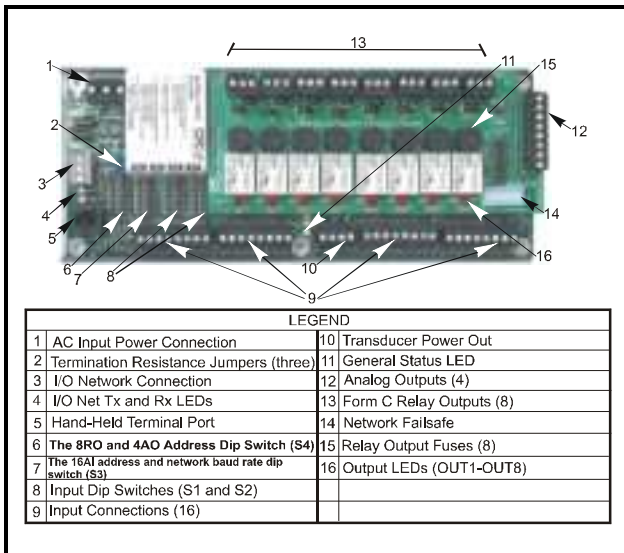 13
11
1
15
2
12
3
4
14
5
6
7
8
10
16
9
LEGEND
1 AC Input Power Connection
2 Termination Resistance Jumpers (three)
3 I/O Network Connection
4 I/O Net Tx and Rx LEDs
5 Hand-Held Terminal Port
6 The 8RO and 4AO Address Dip Switch (S4)
7 The 16AI address and network baud rate dip
switch (S3)
8 Input Dip Switches (S1 and S2)
9 Input Connections (16)
10 Transducer Power Out
11 General Status LED
12 Analog Outputs (4)
13 Form C Relay Outputs (8)
14 Network Failsafe
15 Relay Output Fuses (8)
16 Output LEDs (OUT1-OUT8)